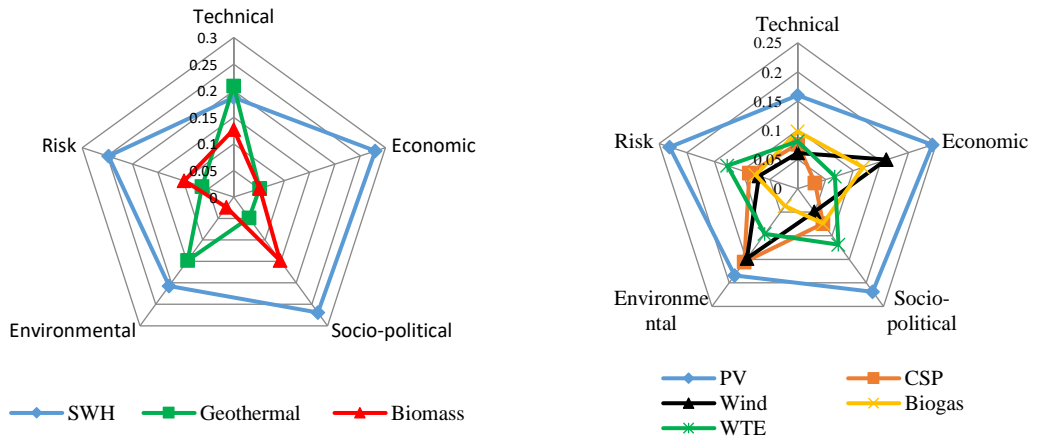 Technical
0.3
0.25
0.2
0.15
0.1
0.05
0
Economic
Socio-political
Environmental
Risk
SWH Geothermal Biomass
Technical
0.25
0.2
0.15
0.1
0.05
0
Economic
Socio-
political
Environme
ntal
Risk
PV CSP
Wind Biogas
WTE